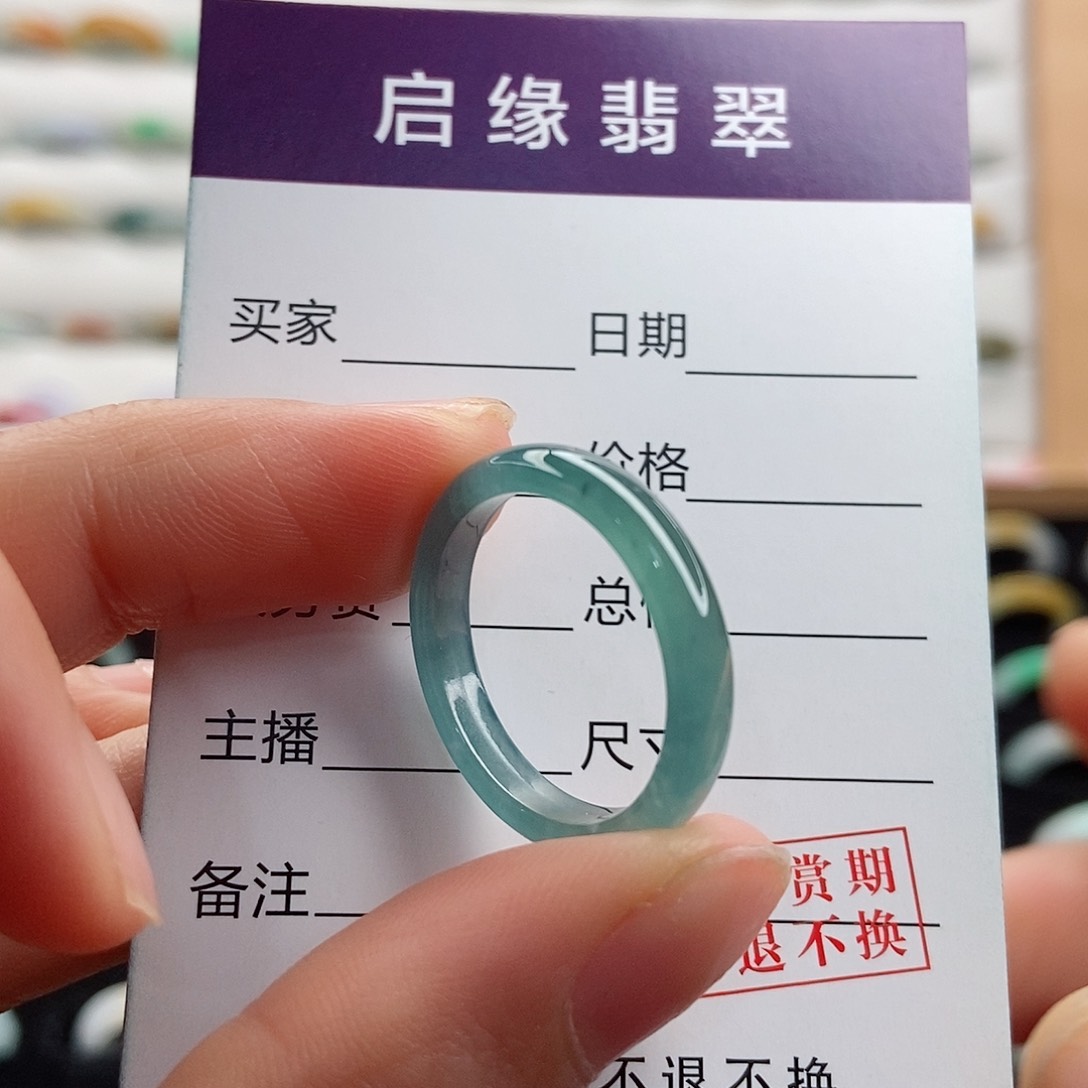 启缘翡翠
买家 日期
价格
总
主播 尺寸
备注
赏期
退不换
不退不换